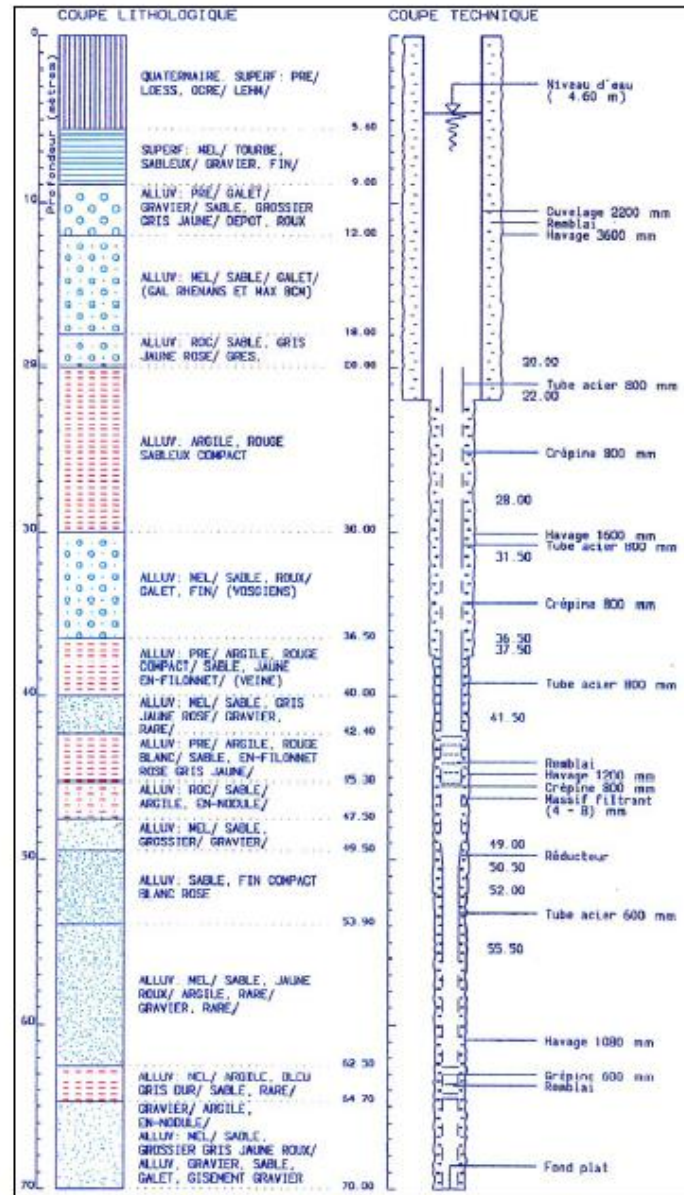 COUPE LITHOLOGIQUE
0
Profondeur (mètres)
10
20
30
40
50
60
70
QUATERNAIRE. SUPERF: PRE/
LOESS, OCRE/ LEHM/
5.60
SUPERF: MEL/ TOURBE,
SABLEUX/ GRAVIER, FIN/
9.00
ALLUV: PRE/ GALET/
GRAVIER/ SABLE, GROSSIER
GRIS JAUNE/ DEPOT, ROUX
12.00
ALLUV: MEL/ SABLE/ GALET/
(GAL RHENANS ET MAX 8CM)
18.00
ALLUV: ROC/ SABLE, GRIS
JAUNE ROSE/ GRES.
20.00
ALLUV: ARGILE, ROUGE
SABLEUX COMPACT
30.00
ALLUV: MEL/ SABLE, ROUX/
GALET, FIN/ (VOSGIENS)
36.50
ALLUV: PRE/ ARGILE, ROUGE
COMPACT/ SABLE, JAUNE
EN-FILONNET/ (VEINE)
40.00
ALLUV: MEL/ SABLE, GRIS
JAUNE ROSE/ GRAVIER,
RARE/
42.40
ALLUV: PRE/ ARGILE, ROUGE
BLANC/ SABLE, EN-FILONNET
ROSE GRIS JAUNE/
45.30
ALLUV: ROC/ SABLE/
ARGILE, EN-NODULE/
47.50
ALLUV: MEL/ SABLE,
GROSSIER/ GRAVIER/
49.50
ALLUV: SABLE, FIN COMPACT
BLANC ROSE
53.90
ALLUV: MEL/ SABLE, JAUNE
ROUX/ ARGILE, RARE/
GRAVIER, RARE/
62.50
ALLUV: MEL/ ARGILE, BLEU
GRIS DUR/ SABLE, RARE/
64.70
GRAVIER/ ARGILE,
EN-NODULE/
ALLUV: MEL/ SABLE,
GROSSIER GRIS JAUNE ROUX/
ALLUV, GRAVIER, SABLE,
GALET, GISEMENT GRAVIER
70.00
COUPE TECHNIQUE
Niveau d'eau
( 4.60 m)
Cuvelage 2200 mm
Remblai
Havage 3600 mm
20.00
Tube acier 800 mm
22.00
Crépine 800 mm
28.00
Havage 1600 mm
Tube acier 800 mm
31.50
Crépine 800 mm
36.50
37.50
Tube acier 800 mm
41.50
Remblai
Havage 1200 mm
Crépine 800 mm
Massif filtrant
(4 - 8) mm
49.00
Réducteur
50.50
52.00
Tube acier 600 mm
55.50
Havage 1080 mm
Crépine 600 mm
Remblai
Fond plat